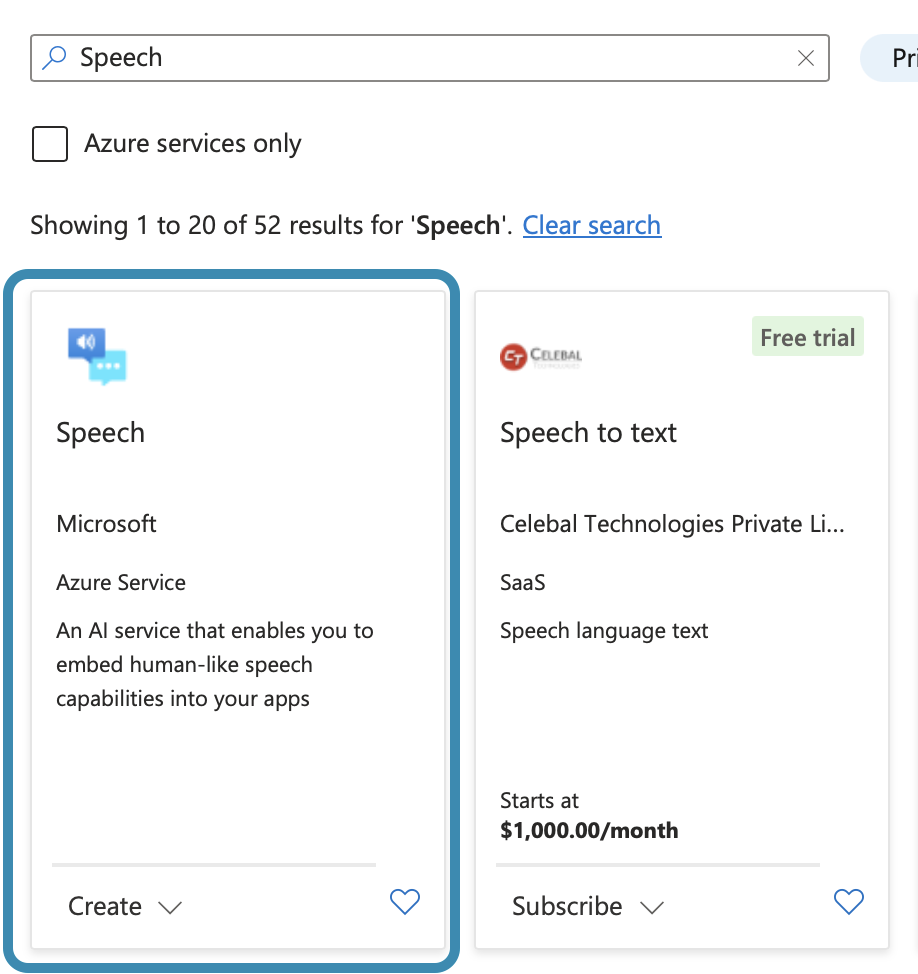 Speech
Pri
Azure services only
Showing 1 to 20 of 52 results for 'Speech'. Clear search
Speech
Microsoft
Azure Service
An AI service that enables you to
embed human-like speech
capabilities into your apps
Create
Free trial
CT CELEBAL
TECHNOLOGIES
Speech to text
Celebal Technologies Private Li...
SaaS
Speech language text
Starts at
$1,000.00/month
Subscribe